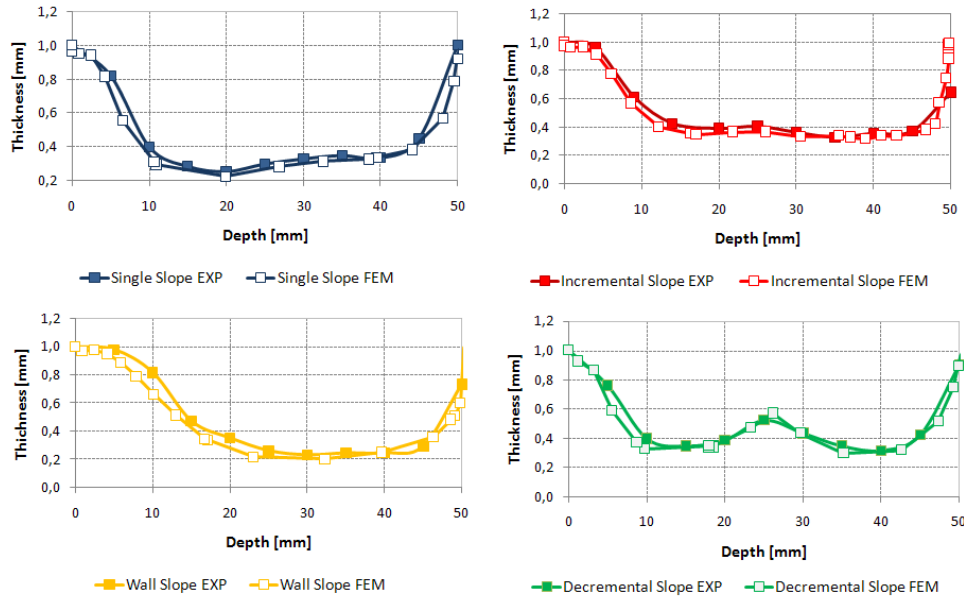 1,2
1,0
0,8
0,6
0,4
0,2
Thickness [mm]
0 10 20 30 40 50
Depth [mm]
Single Slope EXP Single Slope FEM
1,2
1,0
0,8
0,6
0,4
0,2
0,0
Thickness [mm]
0 10 20 30 40 50
Depth [mm]
Incremental Slope EXP Incremental Slope FEM
1,2
1,0
0,8
0,6
0,4
0,2
0,0
Thichness [mm]
0 10 20 30 40 50
Depth [mm]
Wall Slope EXP Wall Slope FEM
1,2
1,0
0,8
0,6
0,4
0,2
0,0
Thickness [mm]
0 10 20 30 40 50
Depth [mm]
Decremental Slope EXP Decremental Slope FEM